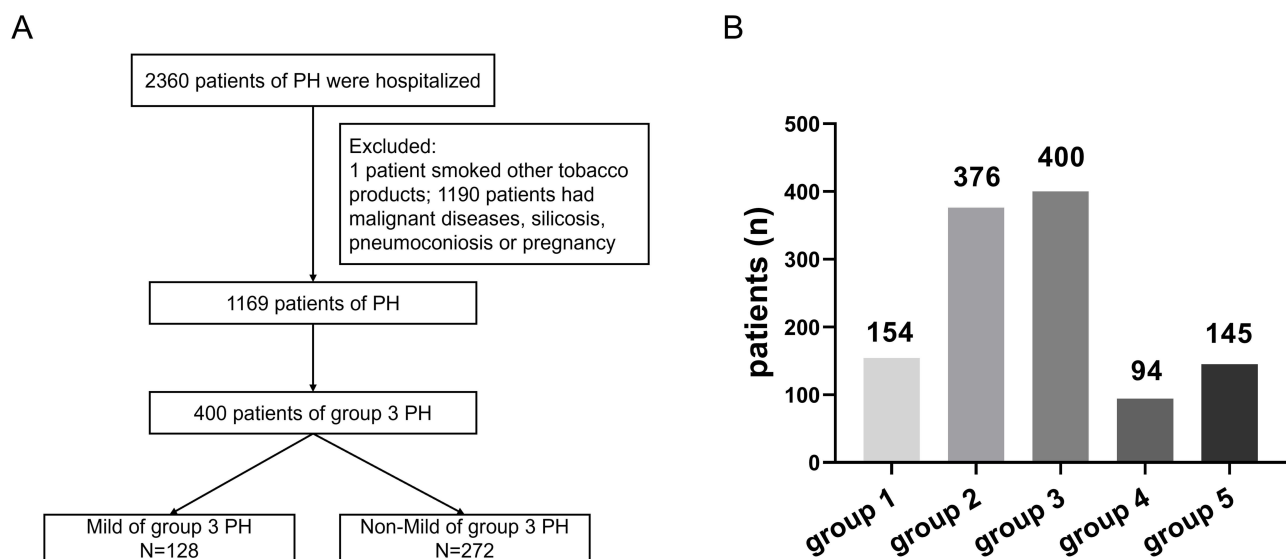 A
2360 patients of PH were hospitalized
Excluded:
1 patient smoked other tobacco
products; 1190 patients had
malignant diseases, silicosis,
pneumoconiosis or pregnancy
1169 patients of PH
400 patients of group 3 PH
Mild of group 3 PH
N=128
Non-Mild of group 3 PH
N=272
B
patients (n)
500
400
300
200
100
0
154
376
400
94
145
group 1
group 2
group 3
group 4
group 5